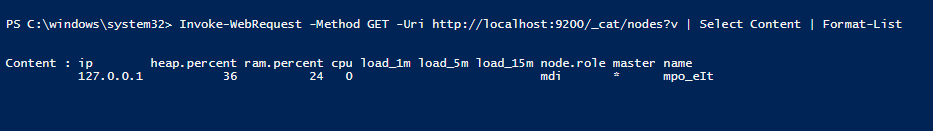 PS C:\windows\system32> Invoke-WebRequest -Method GET -Uri http://localhost:9200/_cat/nodes?v | Select Content | Format-List
Content : ip        heap.percent ram.percent cpu load_1m load_5m load_15m node.role master name
          127.0.0.1           36          24   0                          mdi       *      mpo_eIt